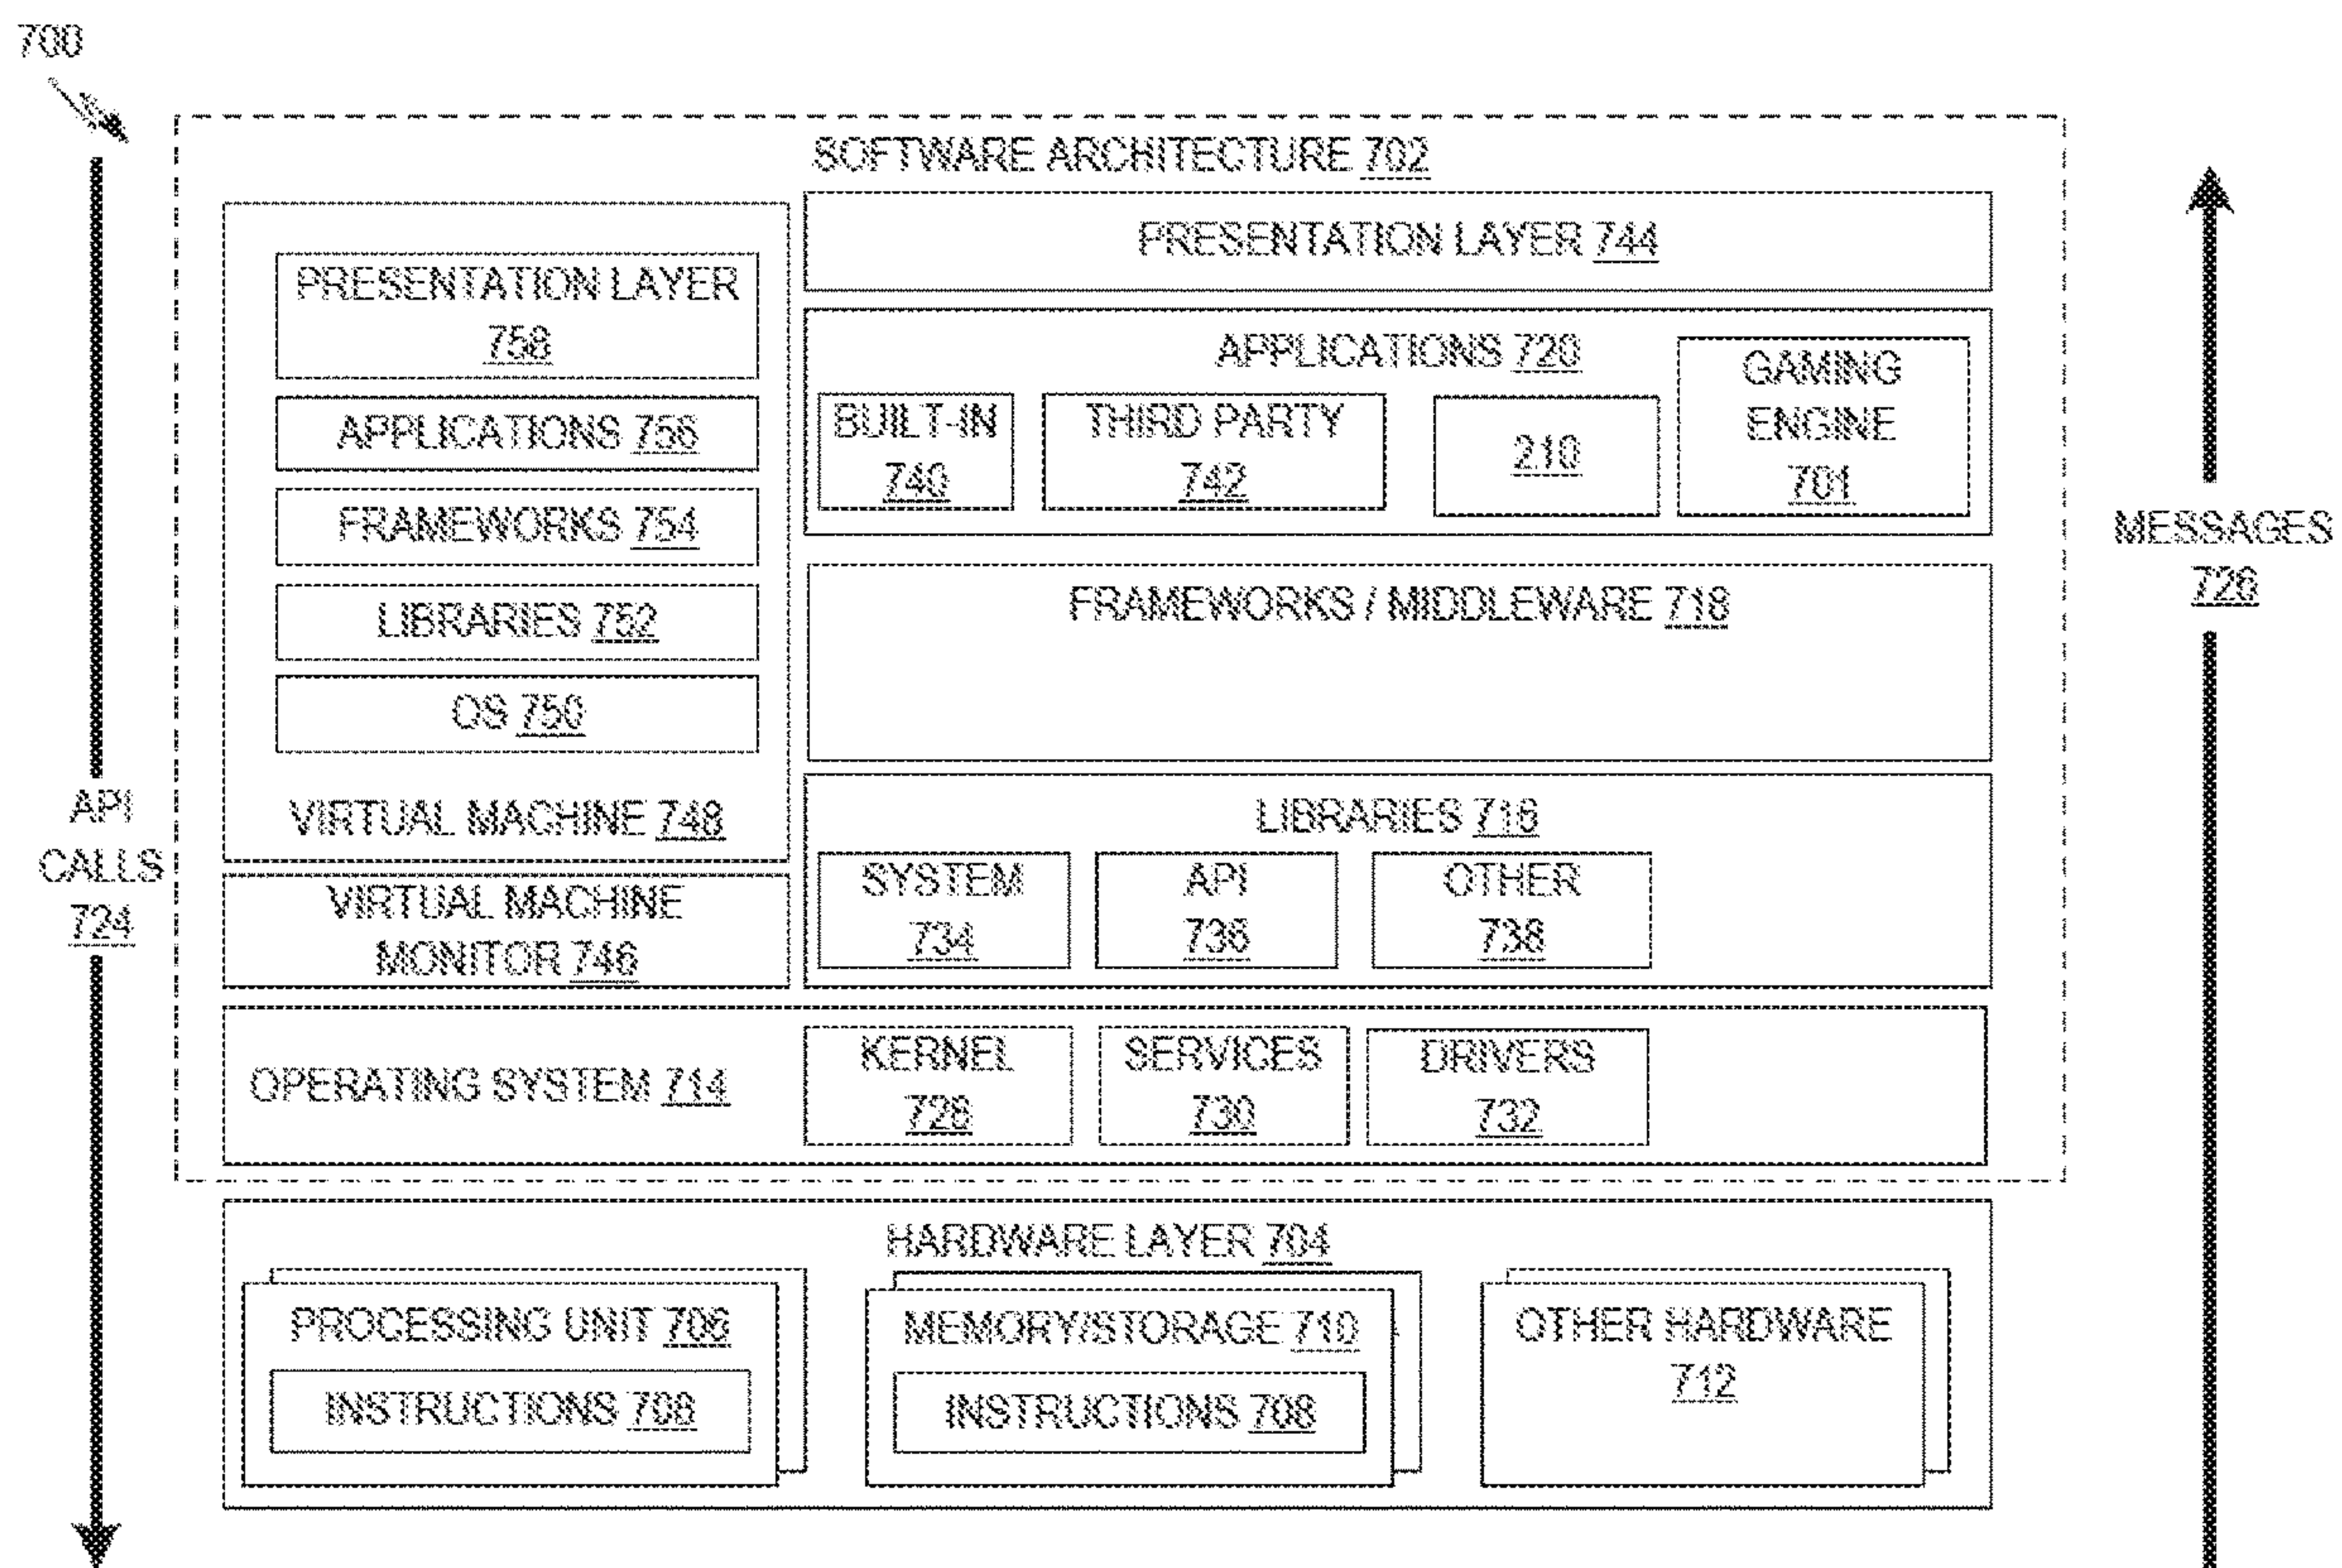 700
SOFTWARE ARCHITECTURE 702
PRESENTATION LAYER
758
APPLICATIONS 756
FRAMEWORKS 754
LIBRARIES 752
OS 750
VIRTUAL MACHINE 748
VIRTUAL MACHINE
MONITOR 746
PRESENTATION LAYER 744
APPLICATIONS 720
BUILT-IN
740
THIRD PARTY
742
210
GAMING
ENGINE
701
FRAMEWORKS / MIDDLEWARE 718
LIBRARIES 716
SYSTEM
734
API
736
OTHER
738
OPERATING SYSTEM 714
KERNEL
728
SERVICES
730
DRIVERS
732
HARDWARE LAYER 704
PROCESSING UNIT 706
INSTRUCTIONS 708
MEMORY/STORAGE 710
INSTRUCTIONS 708
OTHER HARDWARE
712
API
CALLS
724
MESSAGES
726